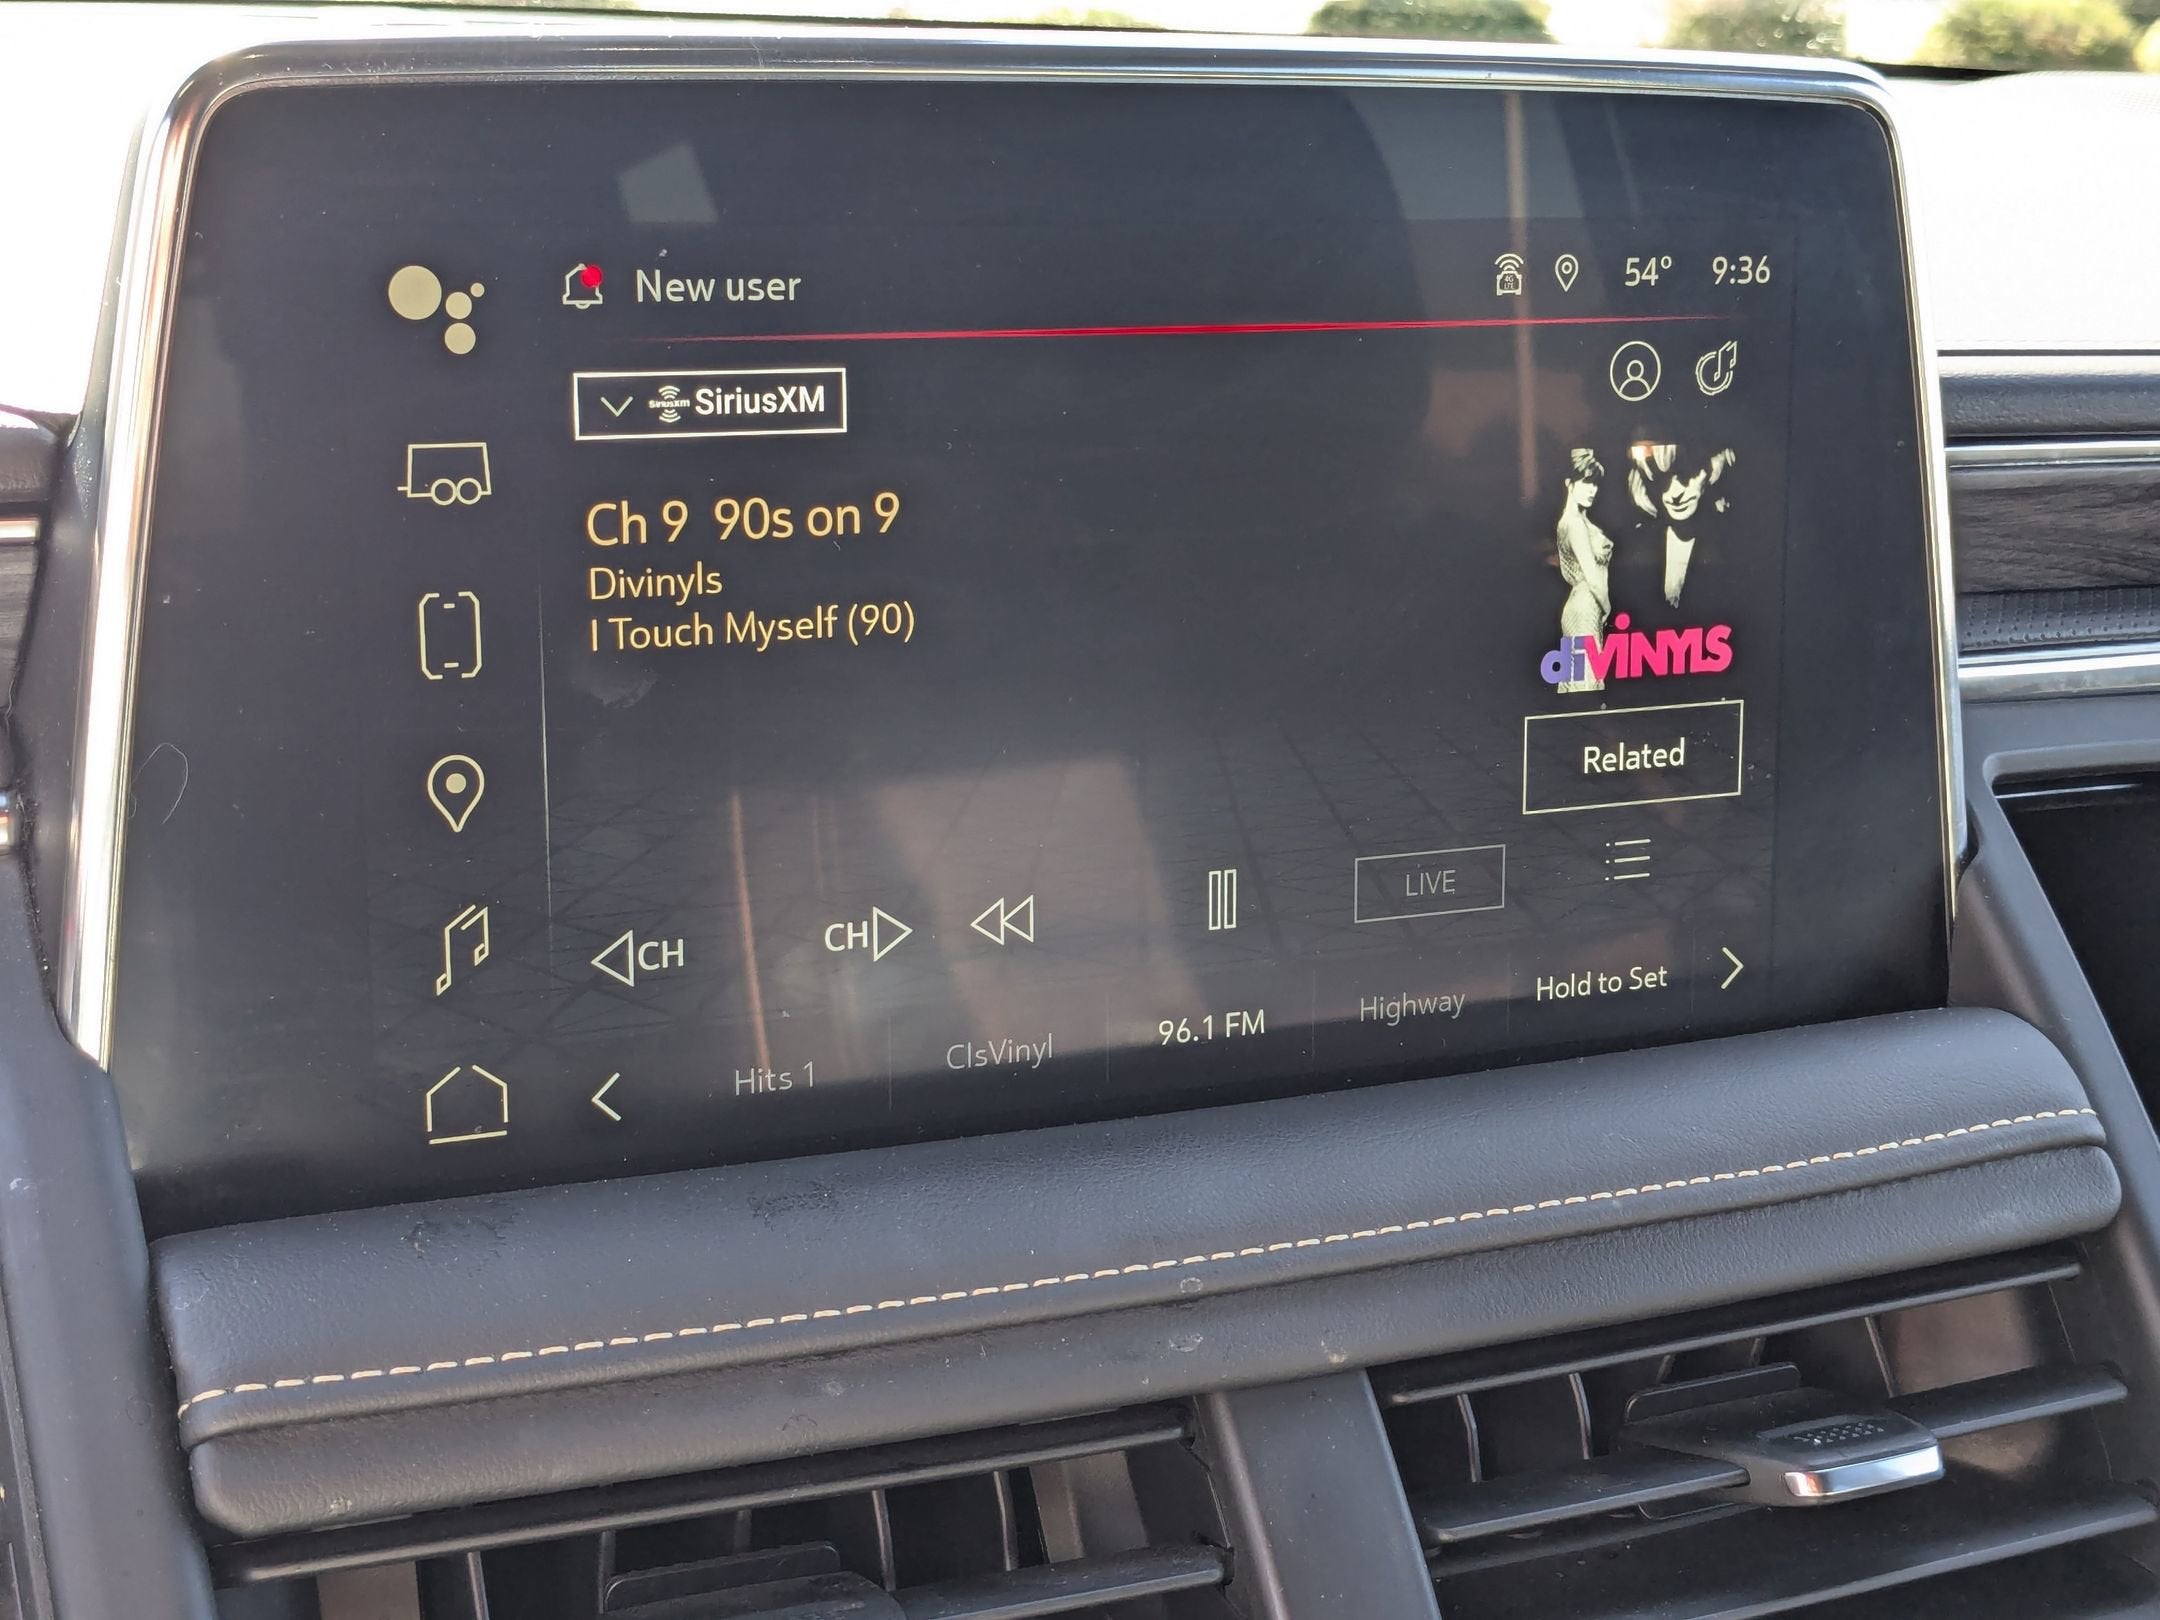 New user
54° 9:36
SiriusXM SiriusXM
Ch 9 90s on 9
Divinyls
I Touch Myself (90)
diVINYLS
Related
LIVE
CH CH
Hits 1 ClsVinyl 96.1 FM Highway Hold to Set